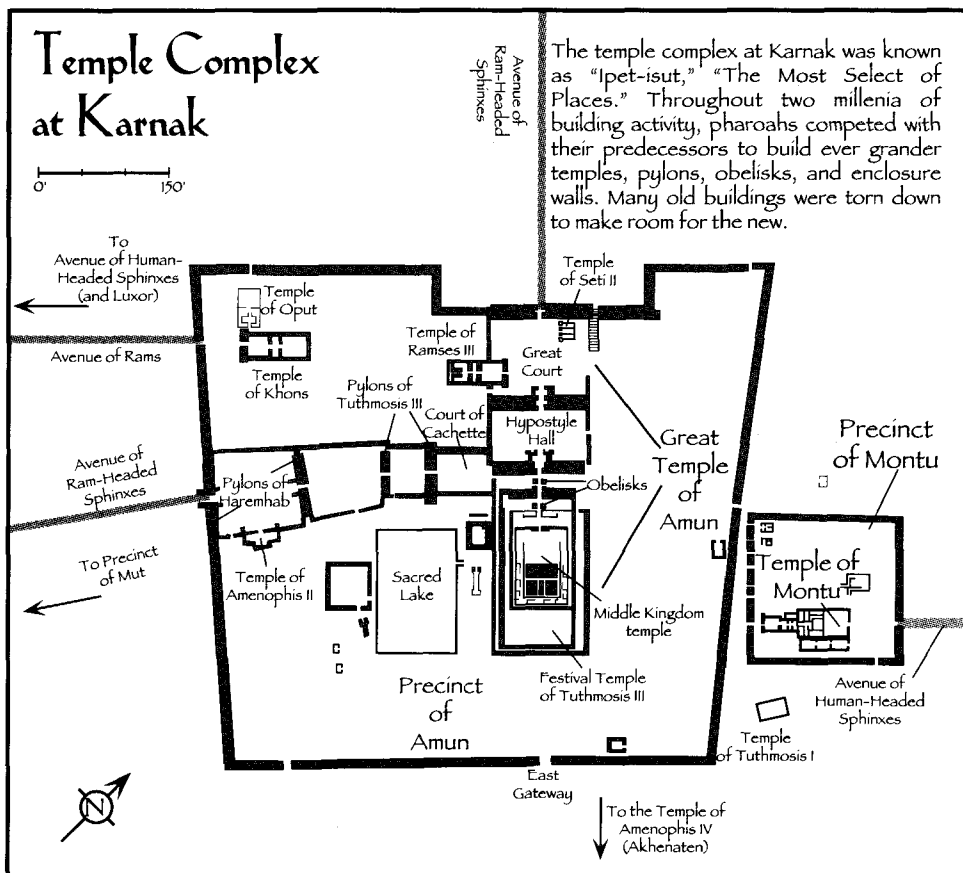 Temple Complex
at Karnak
0'
150'
The temple complex at Karnak was known
as "Ipet-isut," "The Most Select of
Places." Throughout two millenia of
building activity, pharoahs competed with
their predecessors to build ever grander
temples, pylons, obelisks, and enclosure
walls. Many old buildings were torn down
to make room for the new.
Avenue of
Ram-Headed
Sphinxes
To
Avenue of Human-
Headed Sphinxes
(and Luxor)
Avenue of Rams
Temple
of Oput
Temple
of Khons
Temple of
Ramses III
Temple
of Seti II
Great
Court
Pylons of
Tuthmosis III
Court of
Cachette
Hypostyle
Hall
Great
Temple
of
Amun
Precinct
of Montu
Avenue of
Ram-Headed
Sphinxes
Pylons of
Haremhab
Obelisks
To Precinct
of Mut
Temple of
Amenophis II
Sacred
Lake
Temple of
Montu
Middle Kingdom
temple
Festival Temple
of Tuthmosis III
Precinct
of
Amun
Avenue of
Human-Headed
Sphinxes
Temple
of Tuthmosis I
East
Gateway
To the Temple of
Amenophis IV
(Akhenaten)
N